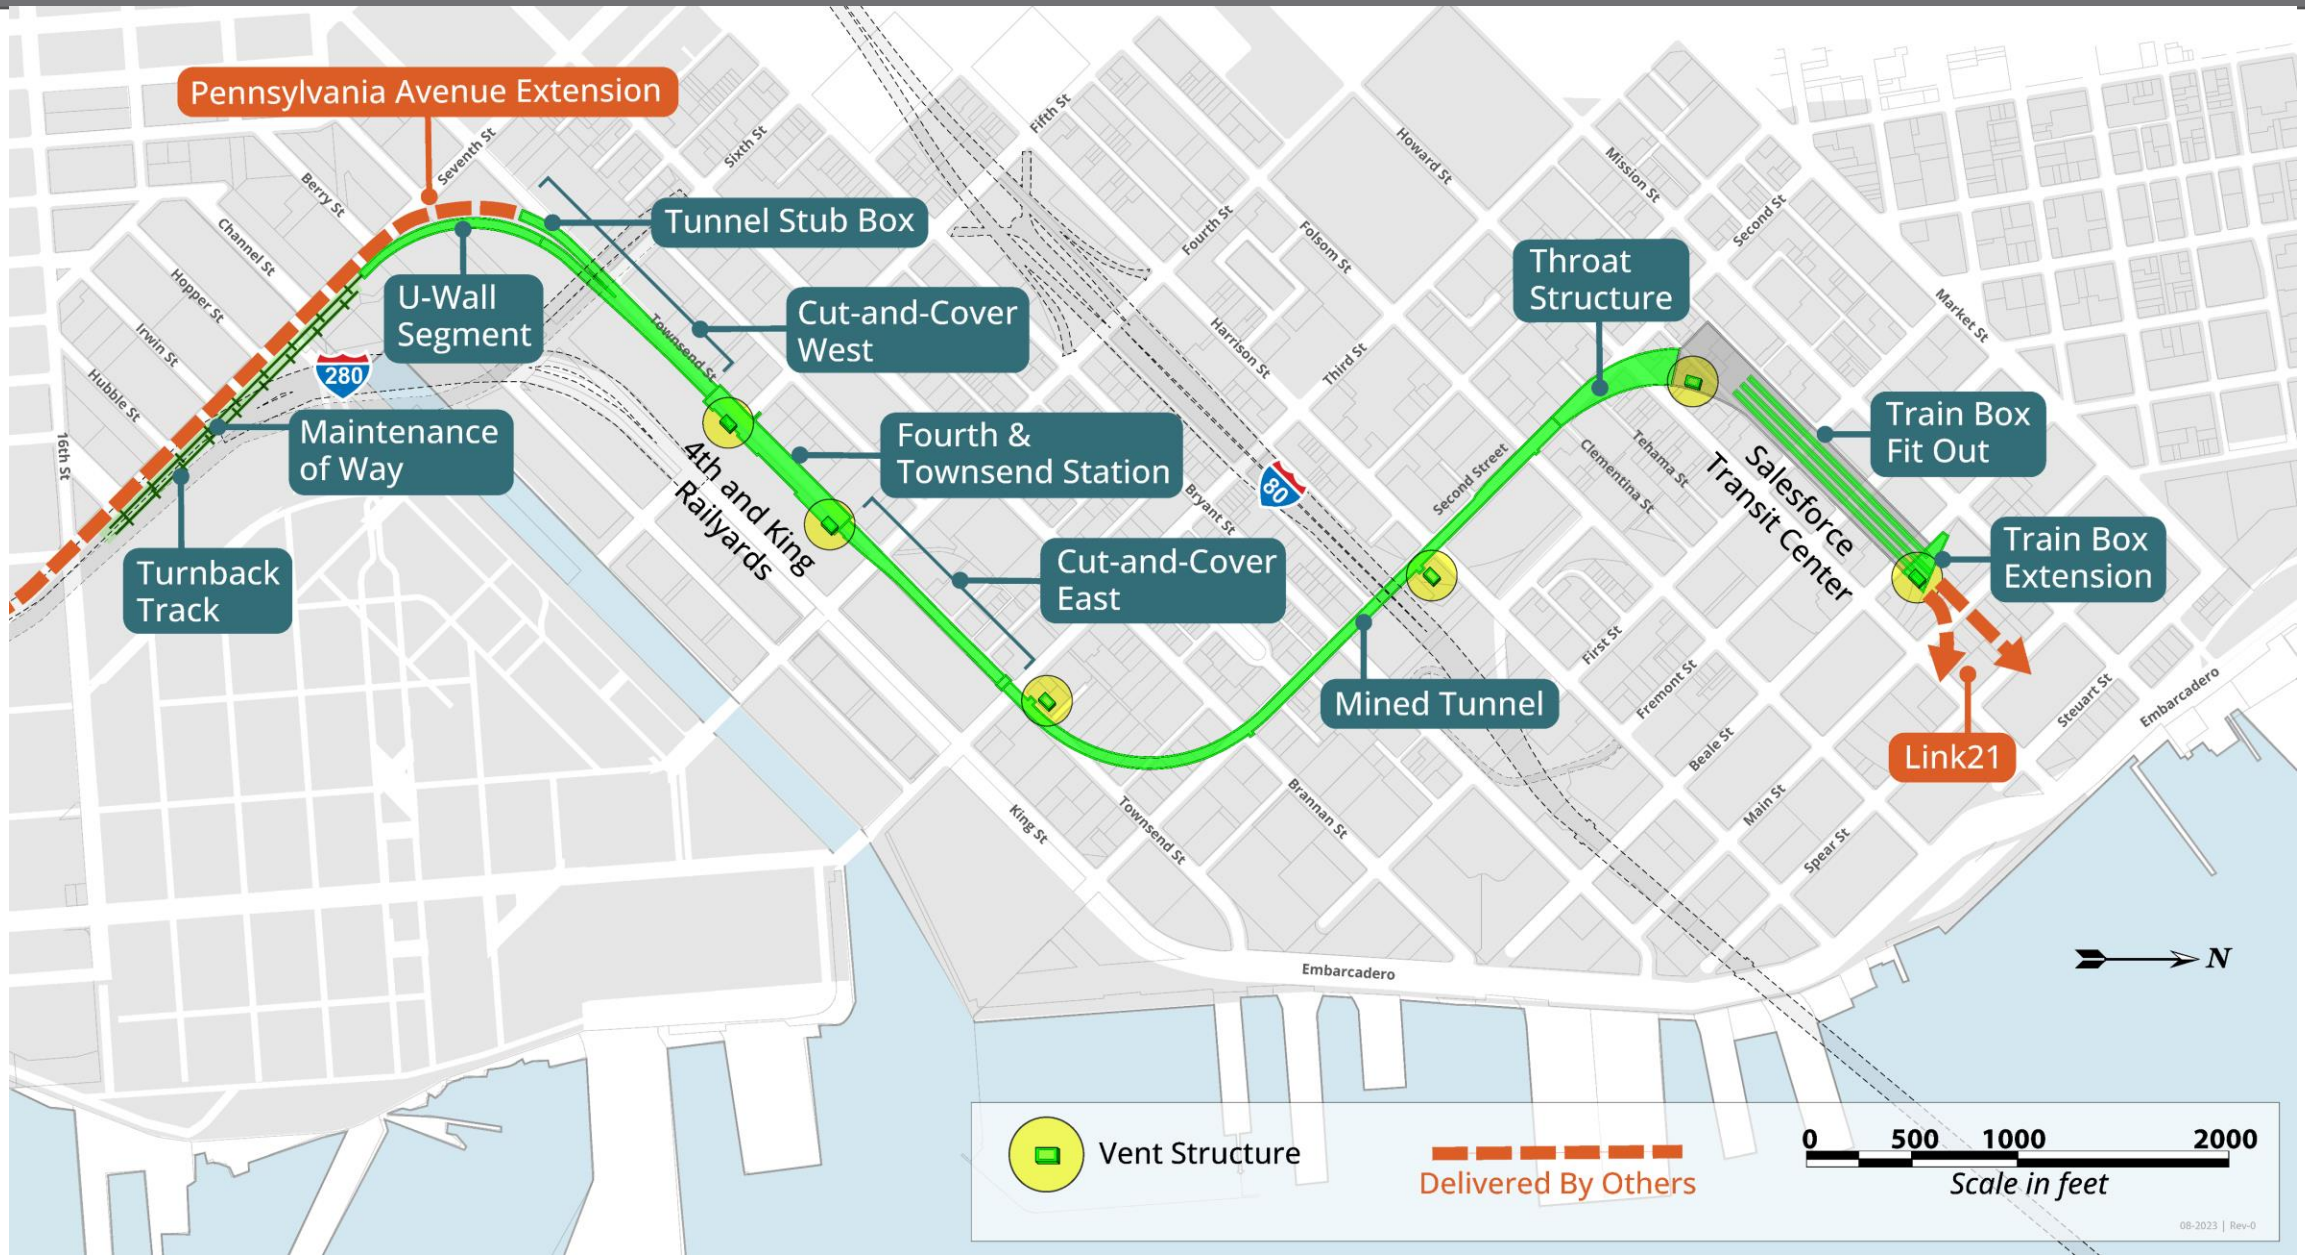 Pennsylvania Avenue Extension
Seventh St
Sixth St
Fifth St
Berry St
Channel St
Hopper St
Irwin St
Hubble St
16th St
Tunnel Stub Box
U-Wall
Segment
280
Townsend St
Cut-and-Cover
West
Maintenance
of Way
Turnback
Track
Fourth &
Townsend Station
4th and King
Railyards
Cut-and-Cover
East
Fourth St
Folsom St
Howard St
Mission St
Second St
Harrison St
Third St
Throat
Structure
Market St
Bryant St
80
Second Street
Clementina St
Tehama St
Salesforce
Transit Center
Train Box
Fit Out
Train Box
Extension
Mined Tunnel
First St
Fremont St
Beale St
Main St
Spear St
Steuart St
Embarcadero
Link21
King St
Townsend St
Brannan St
Embarcadero
N
Vent Structure
Delivered By Others
0 500 1000 2000
Scale in feet
08-2023 | Rev-0